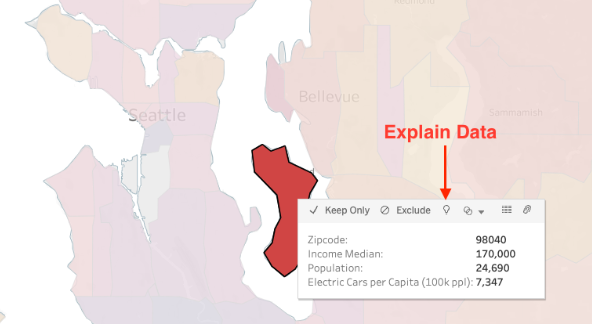 Redmond
Bellevue
Seattle
Sammamish
Explain Data
Keep Only Exclude
Zipcode: 98040
Income Median: 170,000
Population: 24,690
Electric Cars per Capita (100k ppl): 7,347